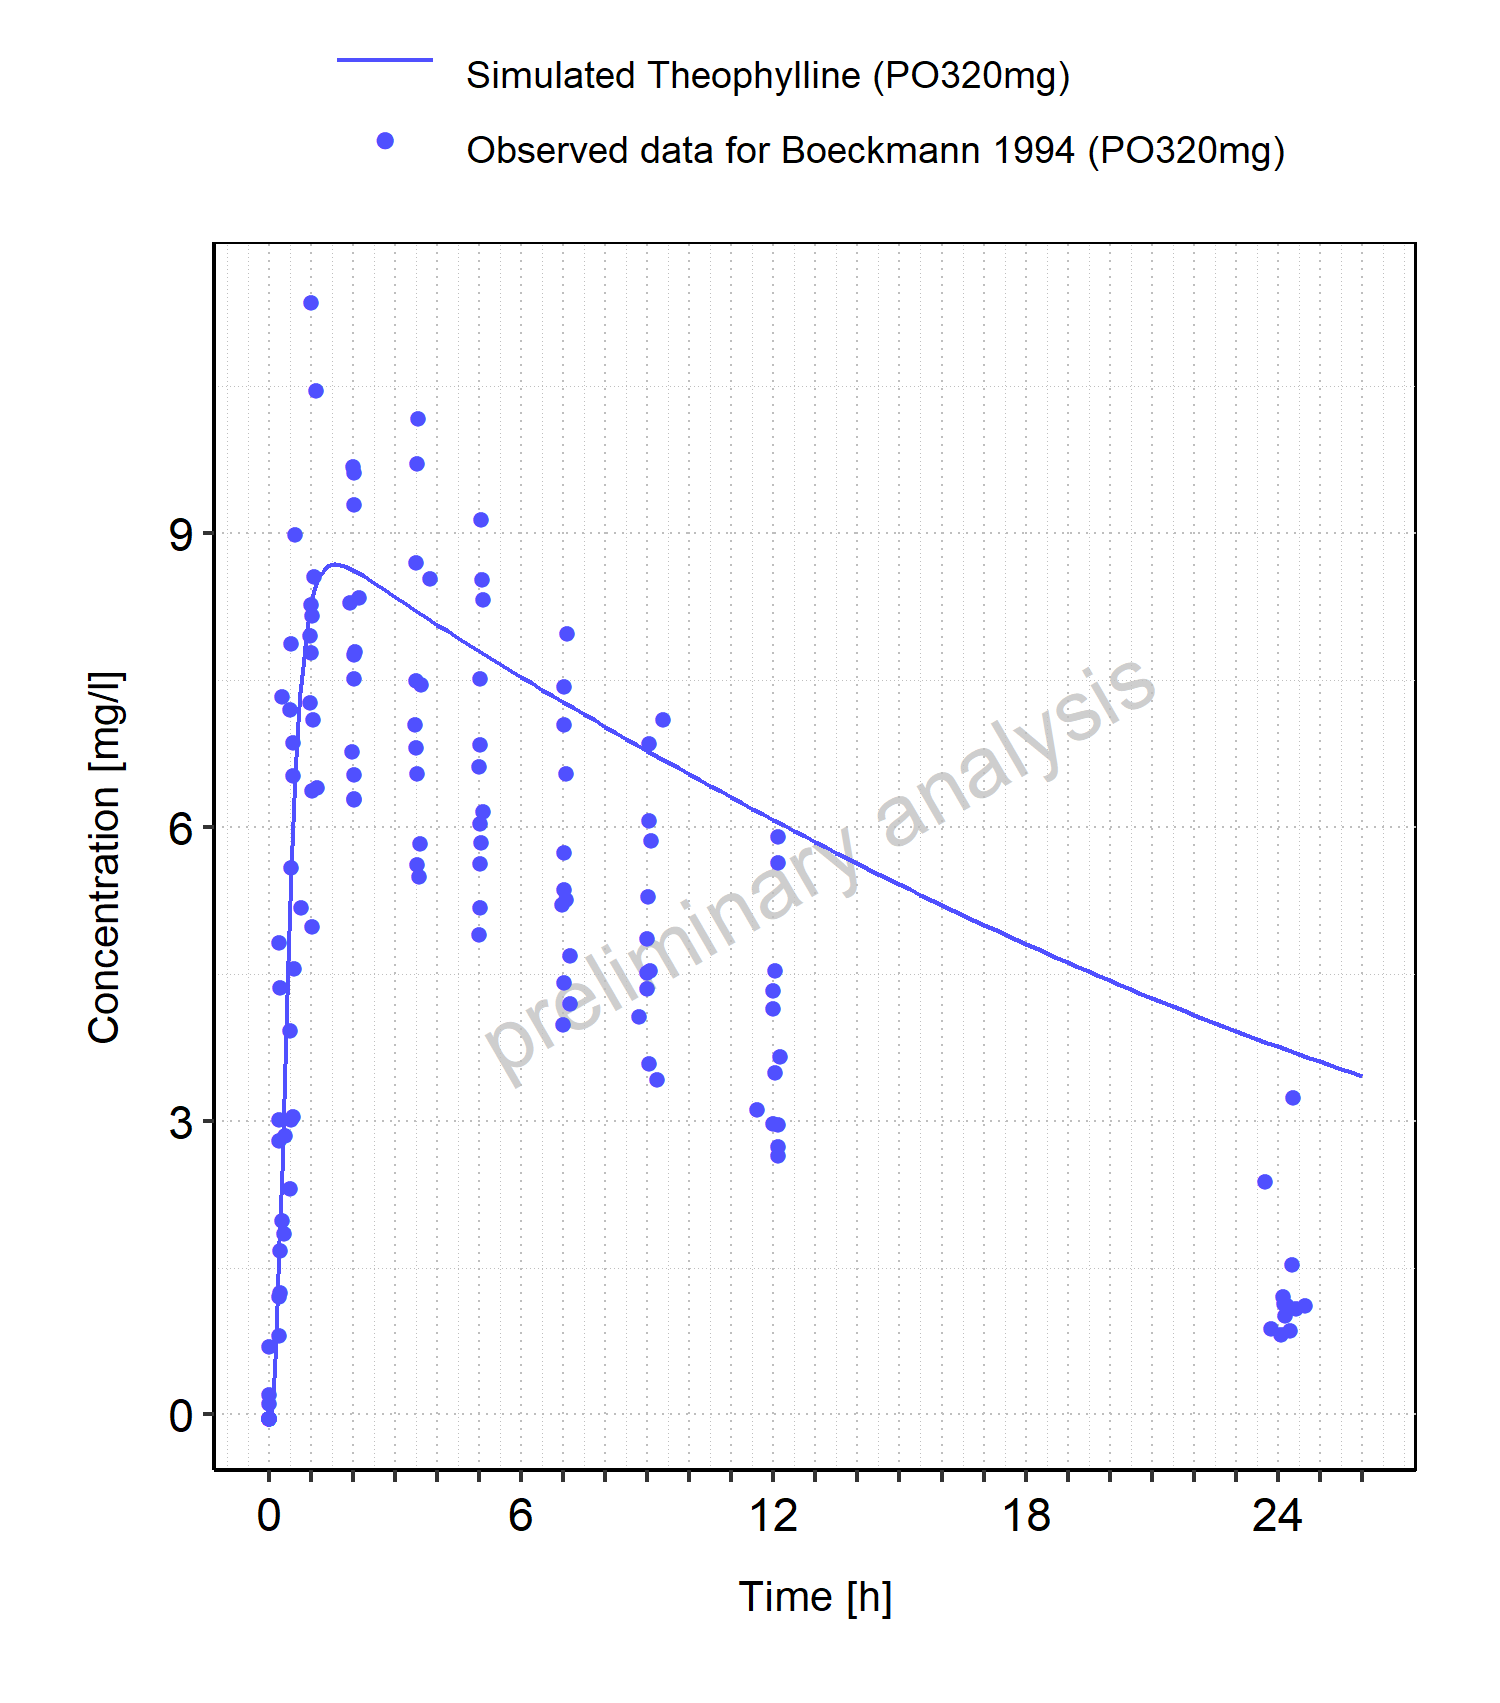 Simulated Theophylline (PO320mg)
Observed data for Boeckmann 1994 (PO320mg)
Concentration [mg/l]
9
6
3
0
preliminary analysis
0 6 12 18 24
Time [h]